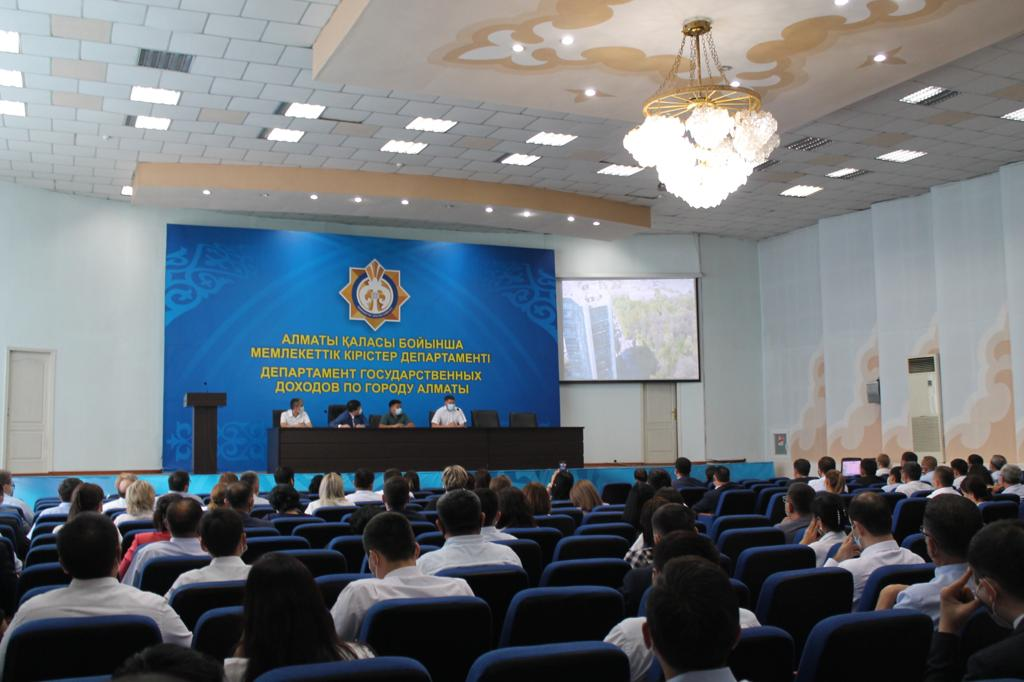 АЛМАТЫ ҚАЛАСЫ БОЙЫНША
МЕМЛЕКЕТТІК КІРІСТЕР ДЕПАРТАМЕНТІ
ДЕПАРТАМЕНТ ГОСУДАРСТВЕННЫХ
ДОХОДОВ ПО ГОРОДУ АЛМАТЫ